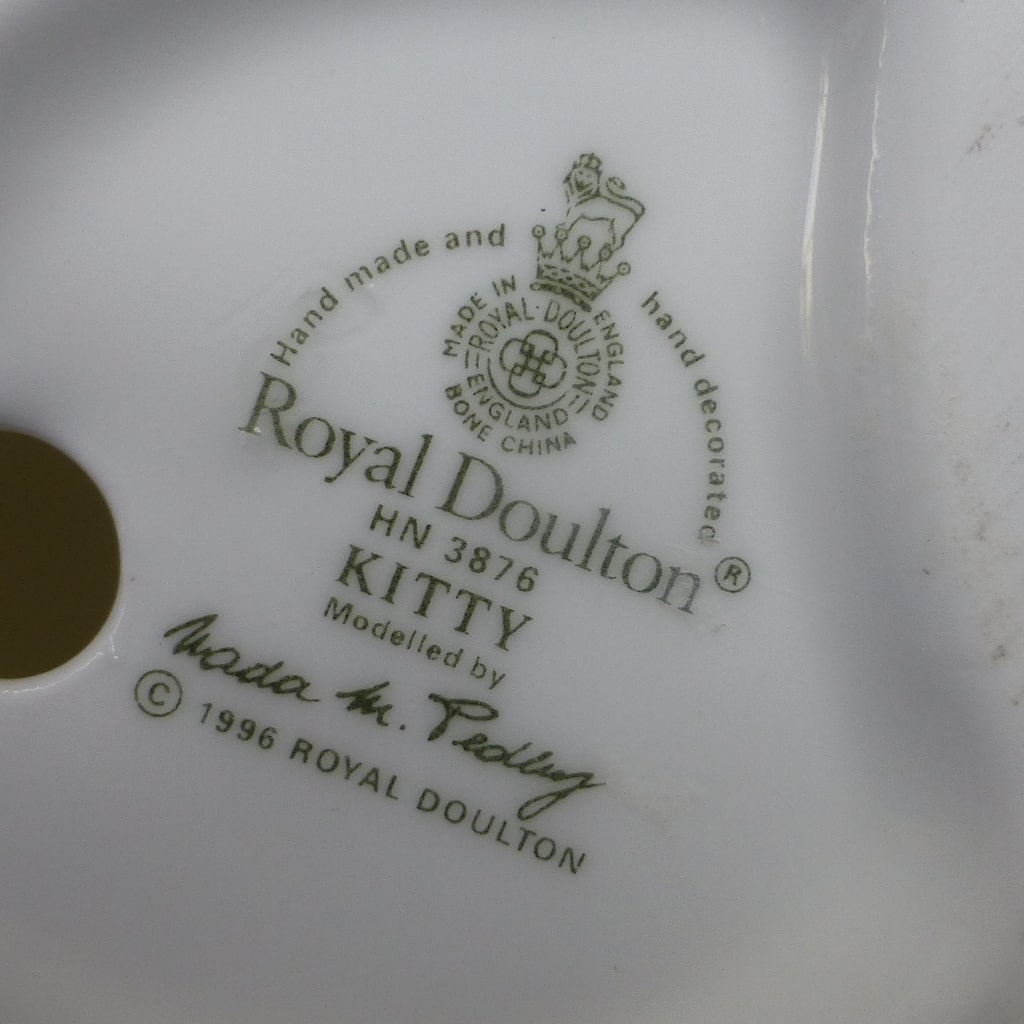 Hand made and hand decorated
MADE IN ENGLAND
ROYAL·DOULTON
ENGLAND
BONE CHINA
Royal Doulton ®
HN 3876
KITTY
Modelled by
Nada M. Pedley
© 1996 ROYAL DOULTON